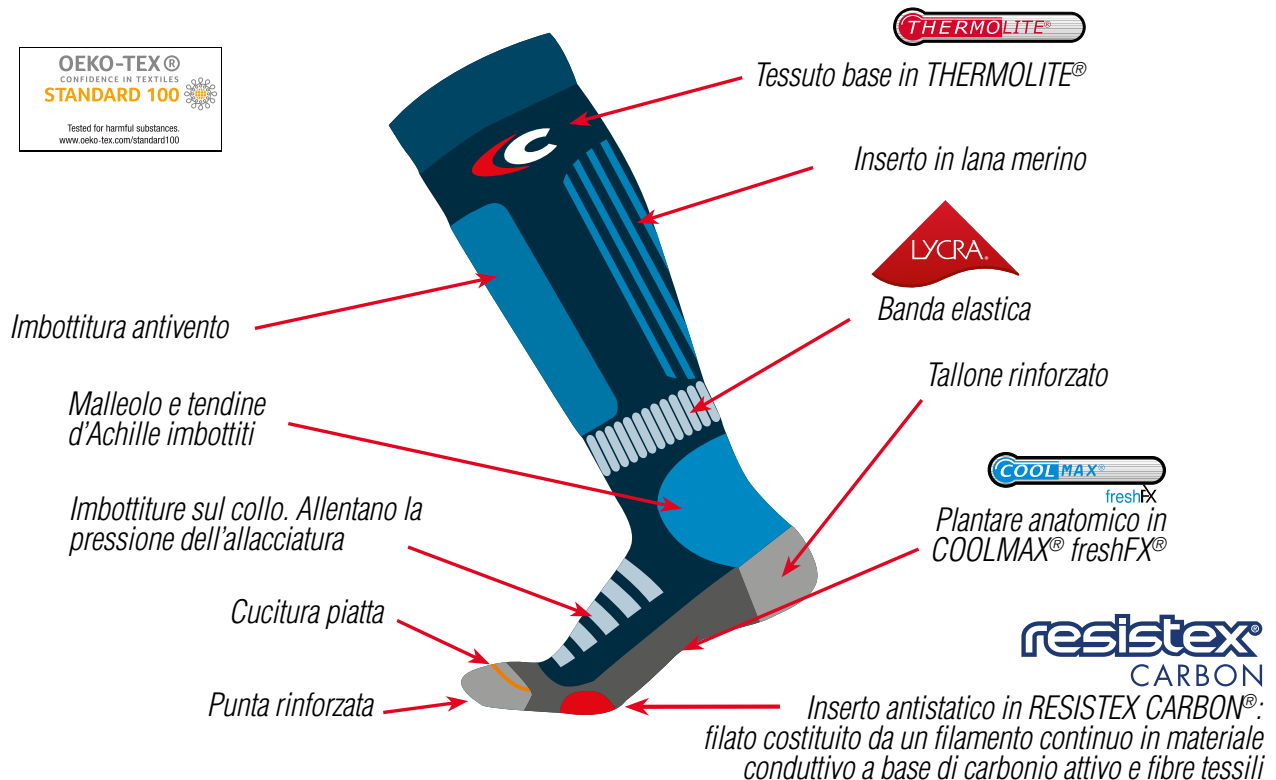 OEKO-TEX®
CONFIDENCE IN TEXTILES
STANDARD 100
Tested for harmful substances.
www.oeko-tex.com/standard100
THERMOLITE®
Tessuto base in THERMOLITE®
Inserto in lana merino
LYCRA®
Banda elastica
Imbottitura antivento
Tallone rinforzato
Malleolo e tendine
d'Achille imbottiti
COOLMAX®
freshFX
Imbottiture sul collo. Allentano la
pressione dell'allacciatura
Plantare anatomico in
COOLMAX® freshFX®
Cucitura piatta
resistex®
CARBON
Punta rinforzata
Inserto antistatico in RESISTEX CARBON®:
filato costituito da un filamento continuo in materiale
conduttivo a base di carbonio attivo e fibre tessili